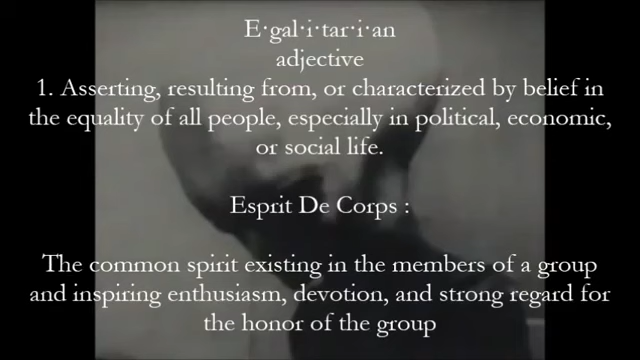 E·gal·i·tar·i·an
adjective
1. Asserting, resulting from, or characterized by belief in
the equality of all people, especially in political, economic,
or social life.
Esprit De Corps :
The common spirit existing in the members of a group
and inspiring enthusiasm, devotion, and strong regard for
the honor of the group